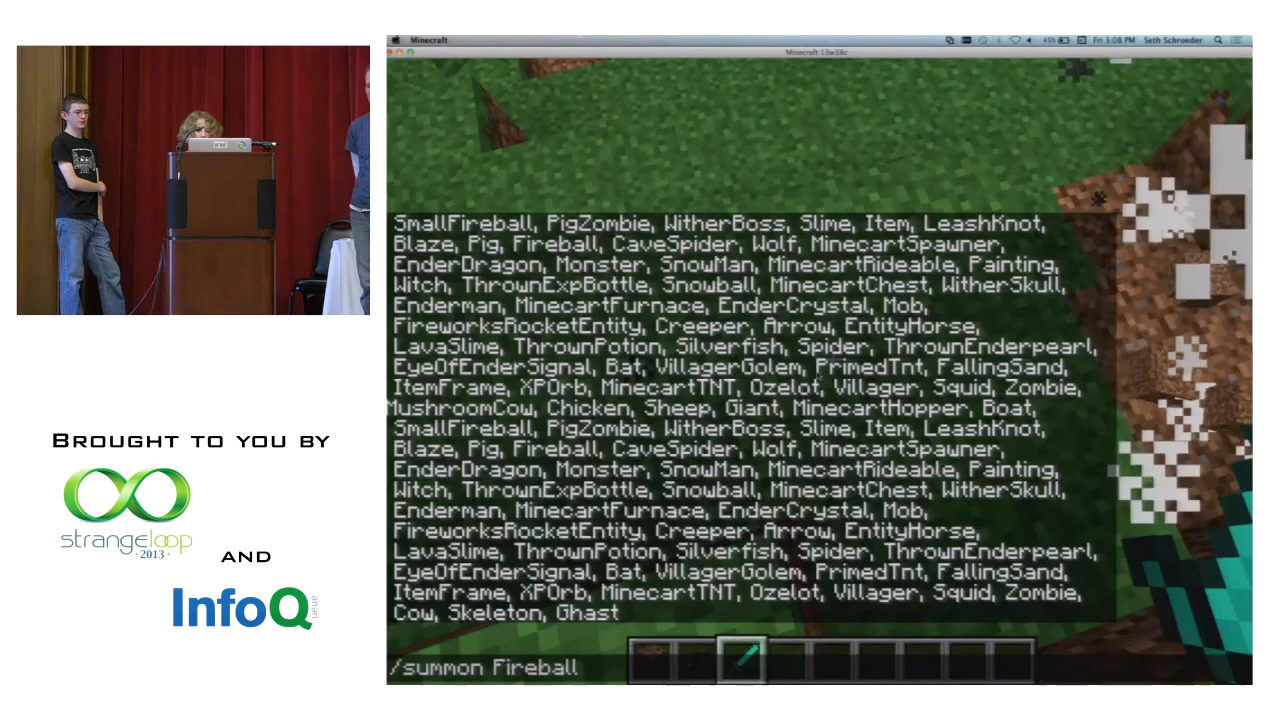 Minecraft
45%
Fri 3:08 PM
Seth Schroeder
Minecraft 13w38c
SmallFireball, PigZombie, WitherBoss, Slime, Item, LeashKnot,
Blaze, Pig, Fireball, CaveSpider, Wolf, MinecartSpawner,
EnderDragon, Monster, SnowMan, MinecartRideable, Painting,
Witch, ThrownExpBottle, Snowball, MinecartChest, WitherSkull,
Enderman, MinecartFurnace, EnderCrystal, Mob,
FireworksRocketEntity, Creeper, Arrow, EntityHorse,
LavaSlime, ThrownPotion, Silverfish, Spider, ThrownEnderpearl,
EyeOfEnderSignal, Bat, VillagerGolem, PrimedTnt, FallingSand,
ItemFrame, XPOrb, MinecartTNT, Ozelot, Villager, Squid, Zombie,
MushroomCow, Chicken, Sheep, Giant, MinecartHopper, Boat,
SmallFireball, PigZombie, WitherBoss, Slime, Item, LeashKnot,
Blaze, Pig, Fireball, CaveSpider, Wolf, MinecartSpawner,
EnderDragon, Monster, SnowMan, MinecartRideable, Painting,
Witch, ThrownExpBottle, Snowball, MinecartChest, WitherSkull,
Enderman, MinecartFurnace, EnderCrystal, Mob,
FireworksRocketEntity, Creeper, Arrow, EntityHorse,
LavaSlime, ThrownPotion, Silverfish, Spider, ThrownEnderpearl,
EyeOfEnderSignal, Bat, VillagerGolem, PrimedTnt, FallingSand,
ItemFrame, XPOrb, MinecartTNT, Ozelot, Villager, Squid, Zombie,
Cow, Skeleton, Ghast
/summon Fireball
BROUGHT TO YOU BY
strangeloop
·2013·
AND
InfoQ